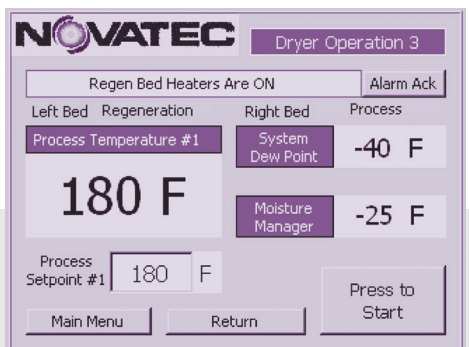 NOVATEC
Dryer Operation 3
Regen Bed Heaters Are ON
Alarm Ack
Left Bed Regeneration
Right Bed Process
Process Temperature #1
180 F
System
Dew Point
-40 F
Moisture
Manager
-25 F
Process
Setpoint #1
180 F
Press to
Start
Main Menu
Return